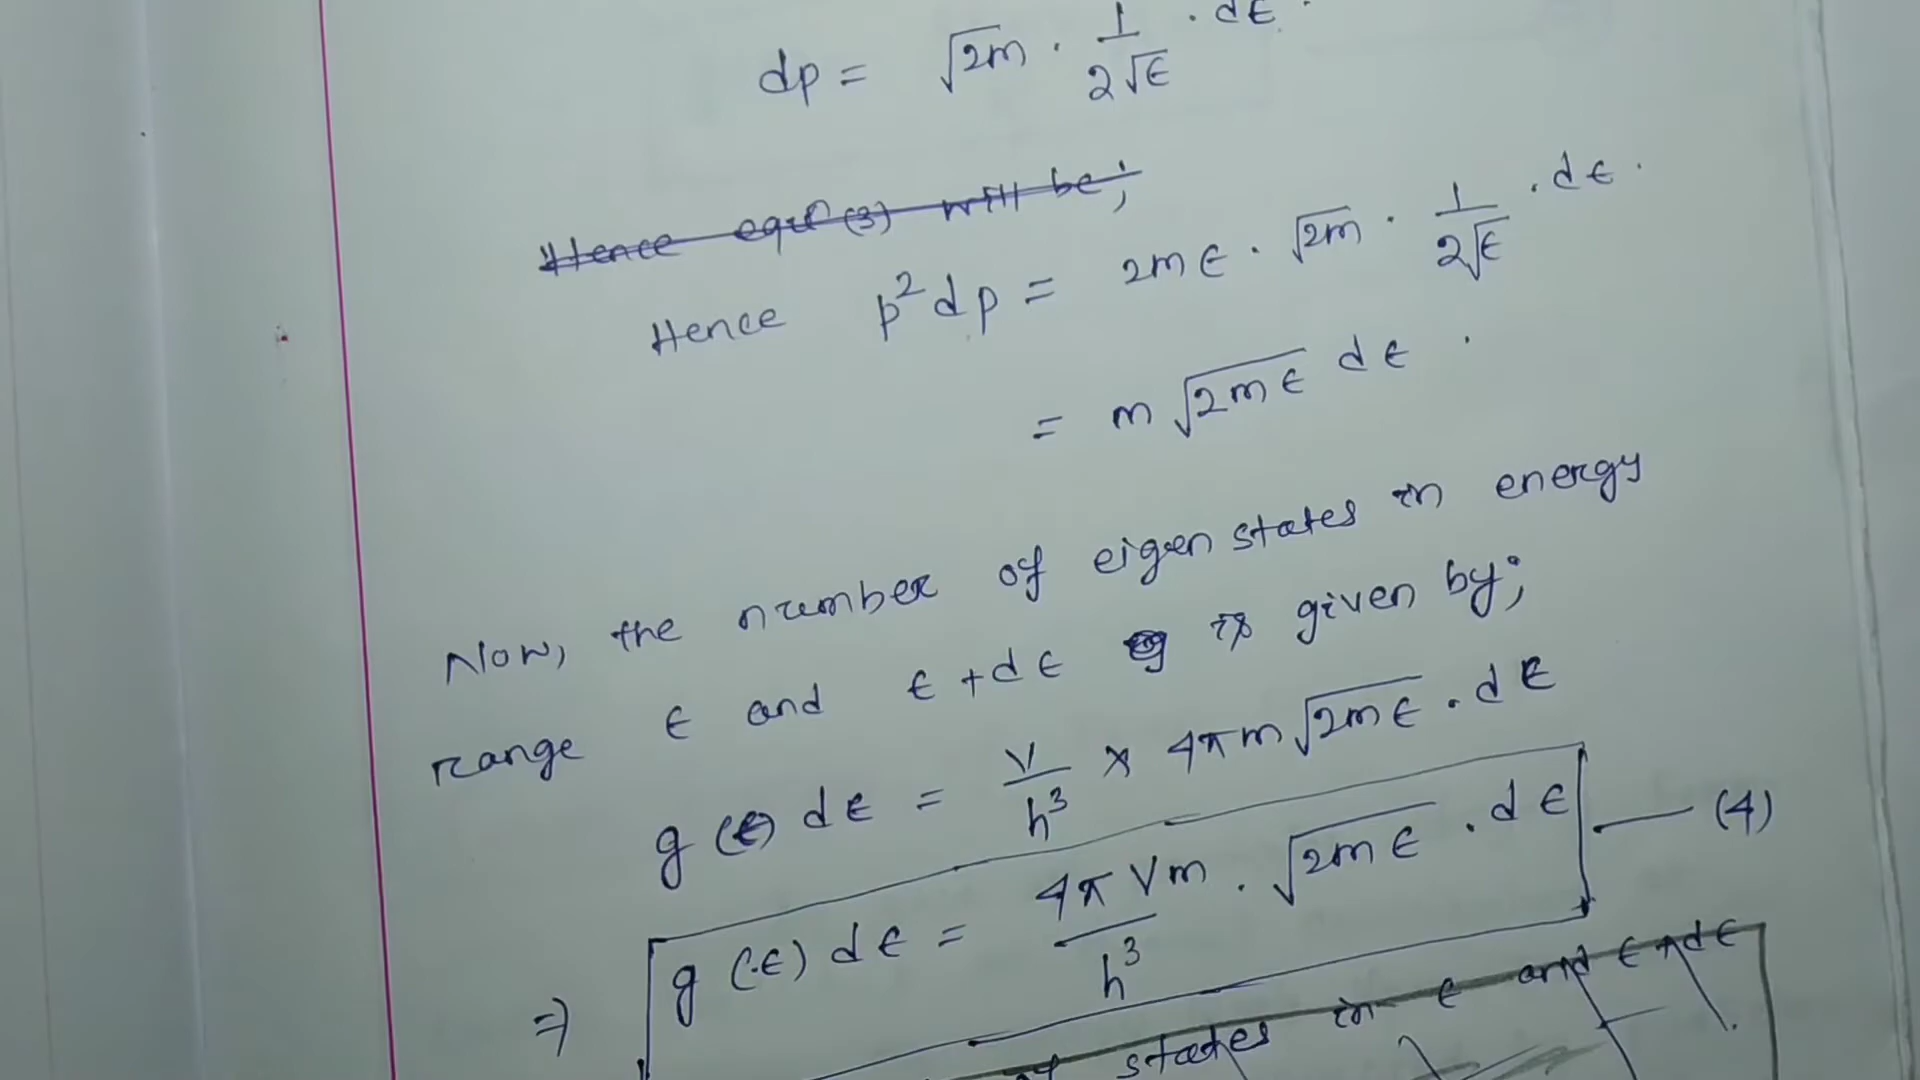 dp = √2m · 1/2√ϵ · dϵ.
Hence eqn (3) will be;
Hence p²dp = 2mϵ · √2m · 1/2√ϵ · dϵ.
= m √2mϵ dϵ.
Now, the number of eigen states in energy
range ϵ and ϵ+dϵ is given by;
g(ϵ) dϵ = V/h³ × 4πm √2mϵ · dϵ
⇒ g(ϵ) dϵ = 4πVm/h³ · √2mϵ · dϵ — (4)
states in ϵ and ϵ+dϵ